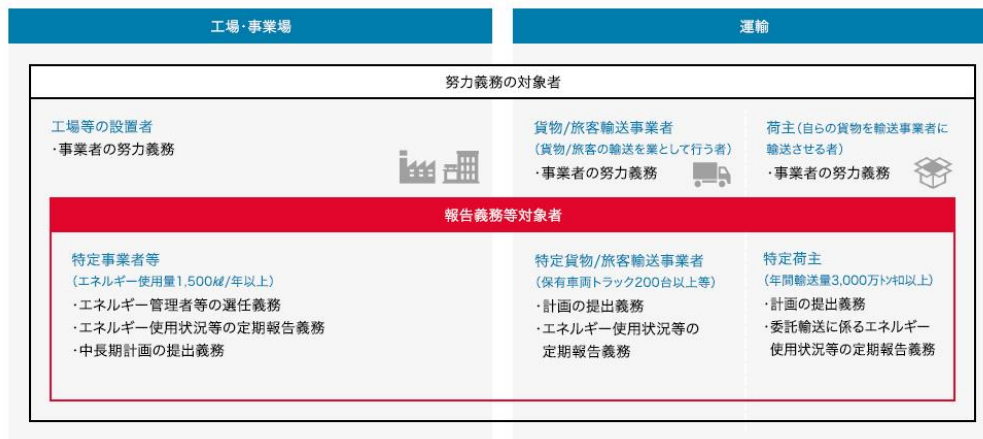 工場・事業場
運輸
努力義務の対象者
工場等の設置者
・事業者の努力義務
貨物/旅客輸送事業者
(貨物/旅客の輸送を業として行う者)
・事業者の努力義務
荷主(自らの貨物を輸送事業者に
輸送させる者)
・事業者の努力義務
報告義務等対象者
特定事業者等
(エネルギー使用量1,500㎘/年以上)
・エネルギー管理者等の選任義務
・エネルギー使用状況等の定期報告義務
・中長期計画の提出義務
特定貨物/旅客輸送事業者
(保有車両トラック200台以上等)
・計画の提出義務
・エネルギー使用状況等の
定期報告義務
特定荷主
(年間輸送量3,000万㌧㌔以上)
・計画の提出義務
・委託輸送に係るエネルギー
使用状況等の定期報告義務